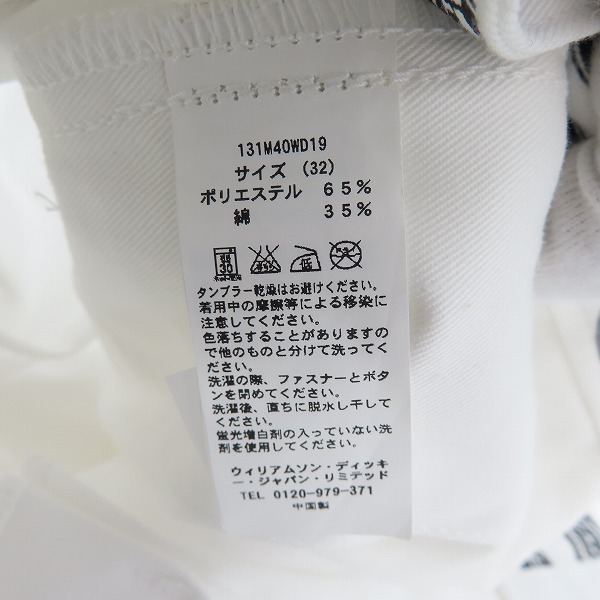 131M40WD19
サイズ (32)
ポリエステル 65%
綿 35%
30
低
タンブラー乾燥はお避けください。
着用中の摩擦等による移染に
注意してください。
色落ちすることがありますの
で他のものと分けて洗ってく
ださい。
洗濯の際、ファスナーとボタ
ンを閉めてください。
洗濯後、直ちに脱水し干して
ください。
蛍光増白剤の入っていない洗
剤を使用してください。
ウィリアムソン・ディッキ
ー・ジャパン・リミテッド
TEL 0120-979-371
中国製